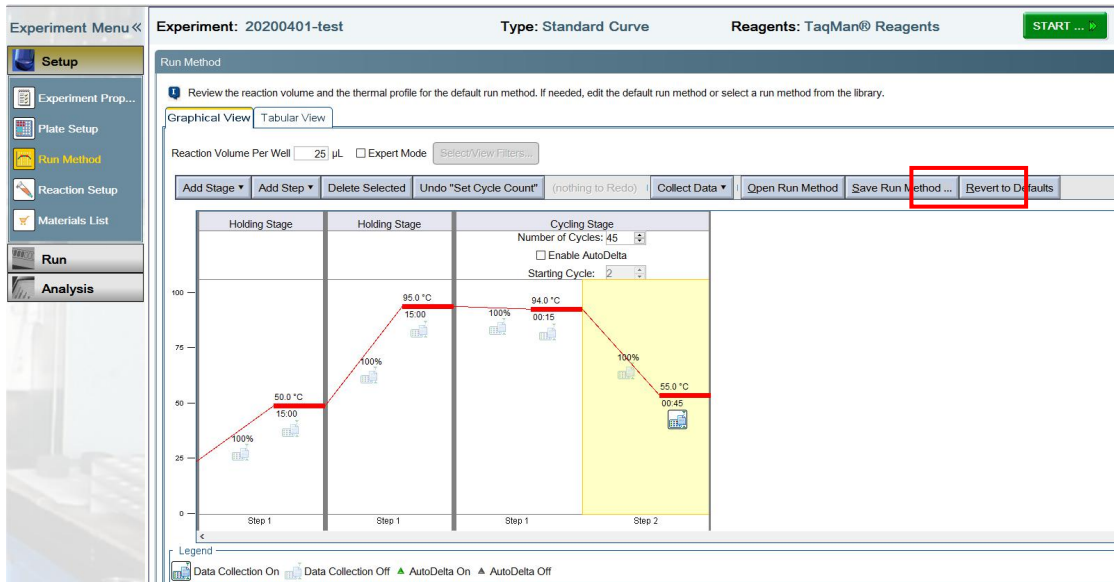 Experiment Menu«
Experiment: 20200401-test Type: Standard Curve Reagents: TaqMan® Reagents START ... »
Setup
Experiment Prop...
Plate Setup
Run Method
Reaction Setup
Materials List
Run
Analysis
Run Method
Review the reaction volume and the thermal profile for the default run method. If needed, edit the default run method or select a run method from the library.
Graphical View Tabular View
Reaction Volume Per Well 25 µL Expert Mode Select/View Filters...
Add Stage Add Step Delete Selected Undo "Set Cycle Count" (nothing to Redo) Collect Data Open Run Method Save Run Method ... Revert to Defaults
Holding Stage Holding Stage Cycling Stage
Number of Cycles: 45
Enable AutoDelta
Starting Cycle: 2
100
75
50
25
0
100%
50.0 °C
15:00
100%
95.0 °C
15:00
100%
94.0 °C
00:15
100%
55.0 °C
00:45
Step 1 Step 1 Step 1 Step 2
<
Legend
Data Collection On Data Collection Off AutoDelta On AutoDelta Off